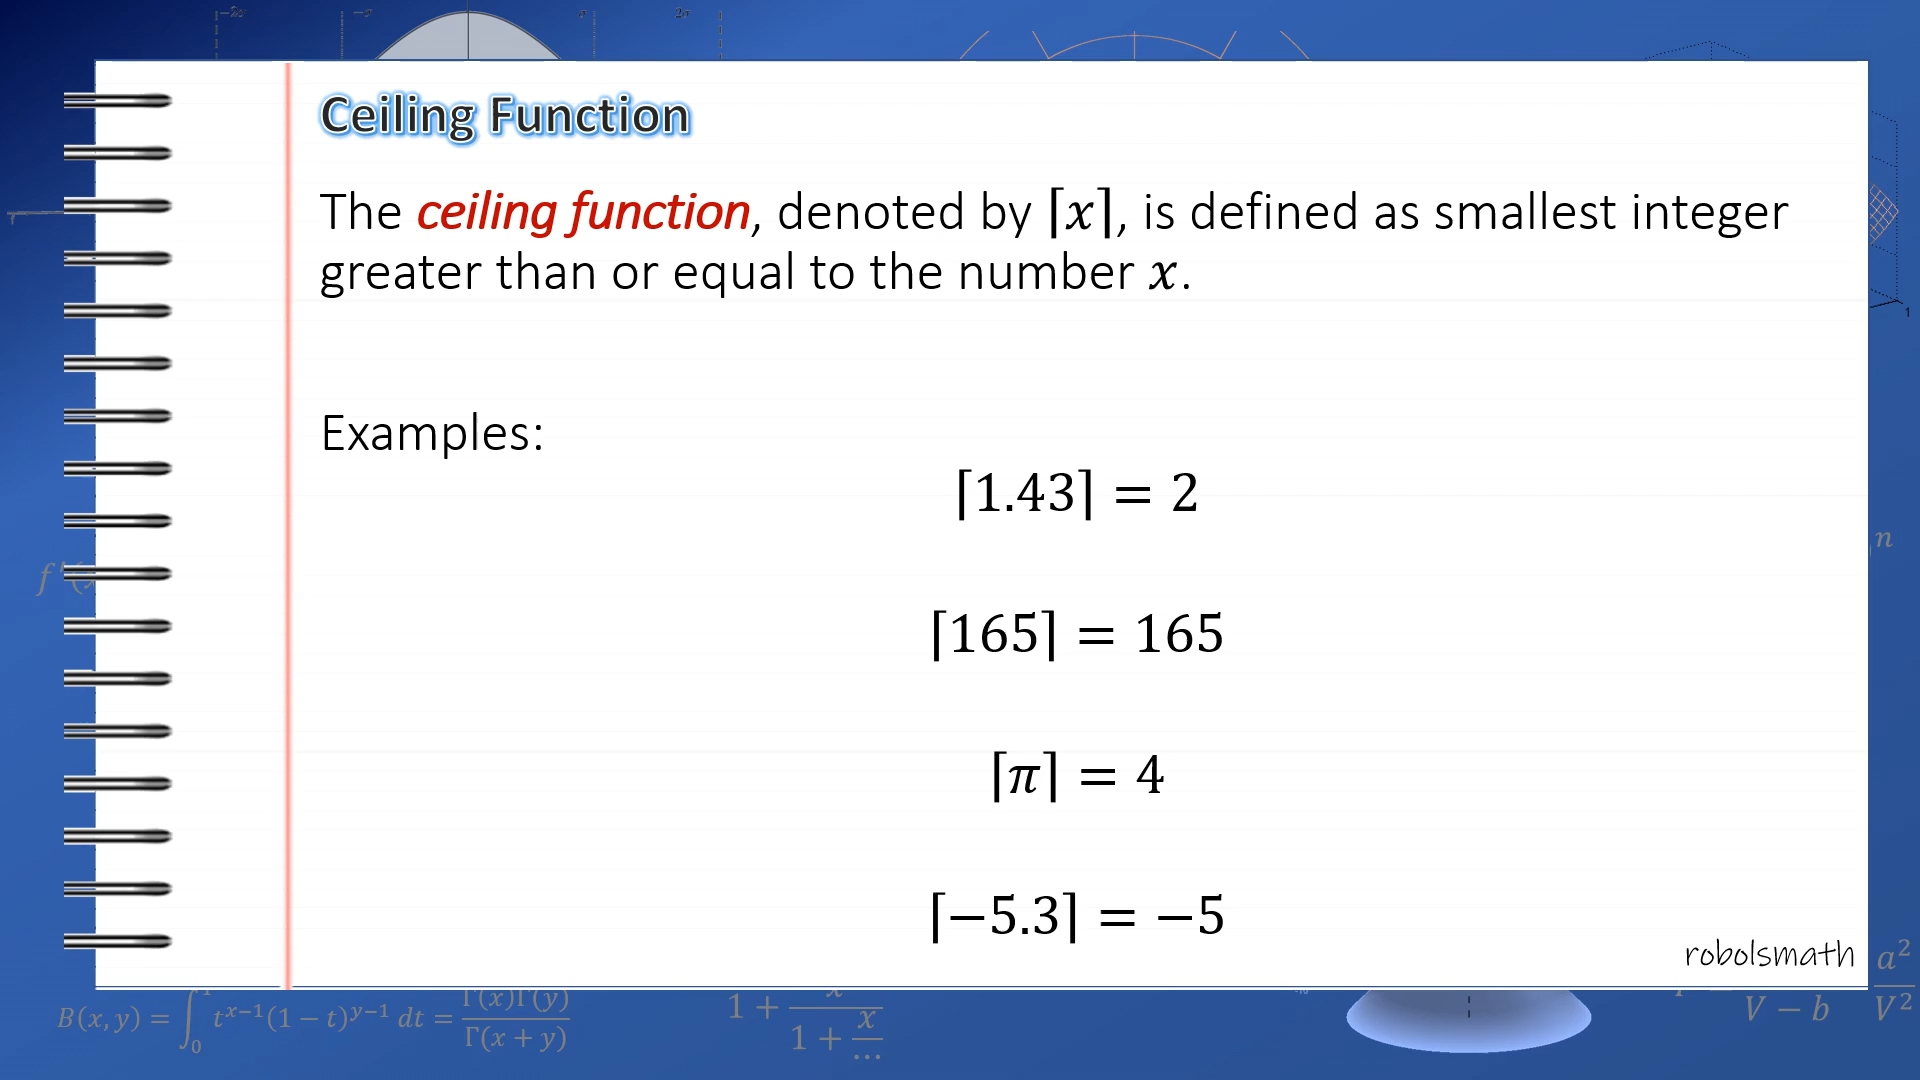 −2σ −σ σ 2σ
Ceiling Function
The ceiling function, denoted by ⌈x⌉, is defined as smallest integer
greater than or equal to the number x.
1
Examples:
⌈1.43⌉ = 2
n
⌈165⌉ = 165
⌈π⌉ = 4
⌈−5.3⌉ = −5
robolsmath
B(x, y) = ∫₀¹ t^{x−1}(1 − t)^{y−1} dt = Γ(x)Γ(y) / Γ(x + y)
1 + x / 1 + x / ⋯
V − b
a² / V²